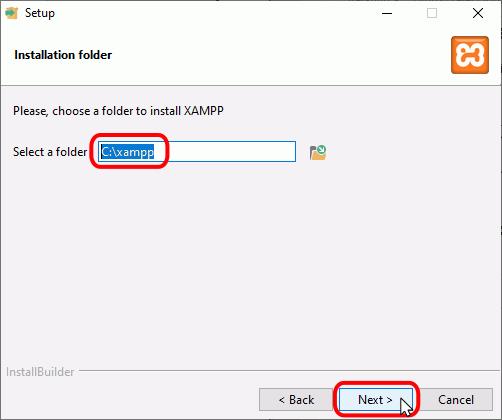 Setup
Installation folder
Please, choose a folder to install XAMPP
Select a folder C:\xampp
InstallBuilder
< Back Next > Cancel